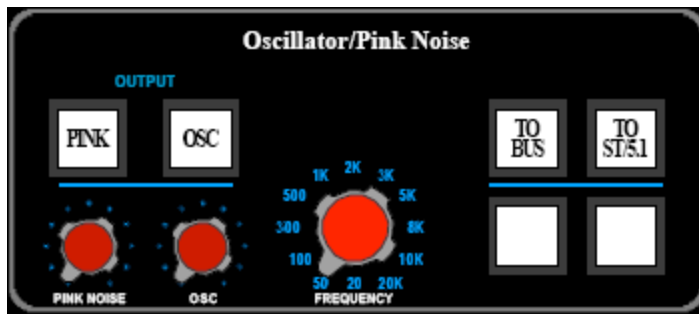 Oscillator/Pink Noise
OUTPUT
PINK
OSC
TO
BUS
TO
ST/5.1
2K
1K
3K
500
5K
300
8K
100
10K
50
20
20K
PINK NOISE
OSC
FREQUENCY